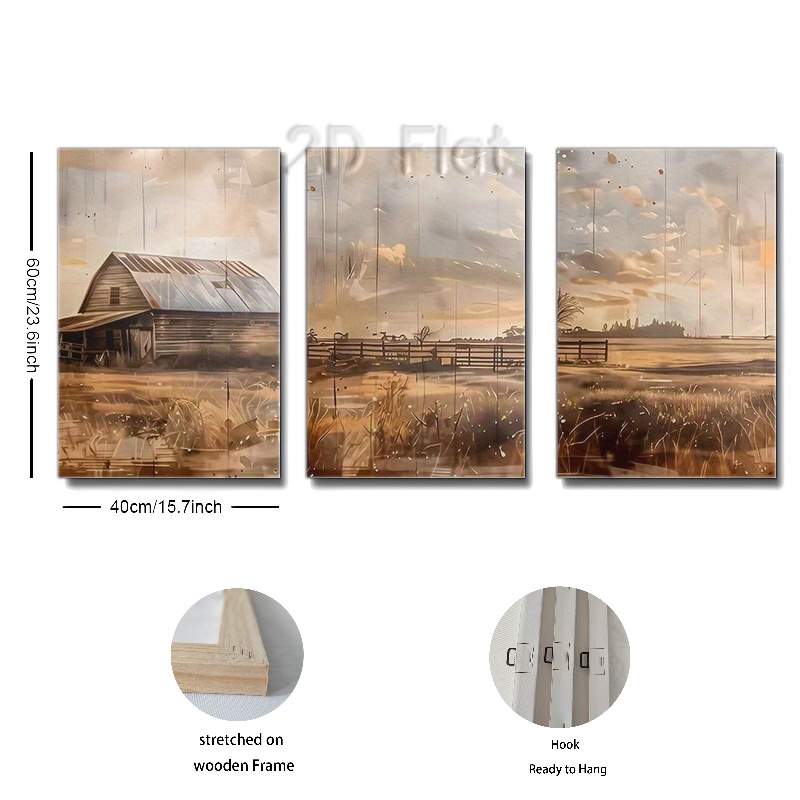 2D Flat
60cm/23.6inch
40cm/15.7inch
stretched on
wooden Frame
Hook
Ready to Hang